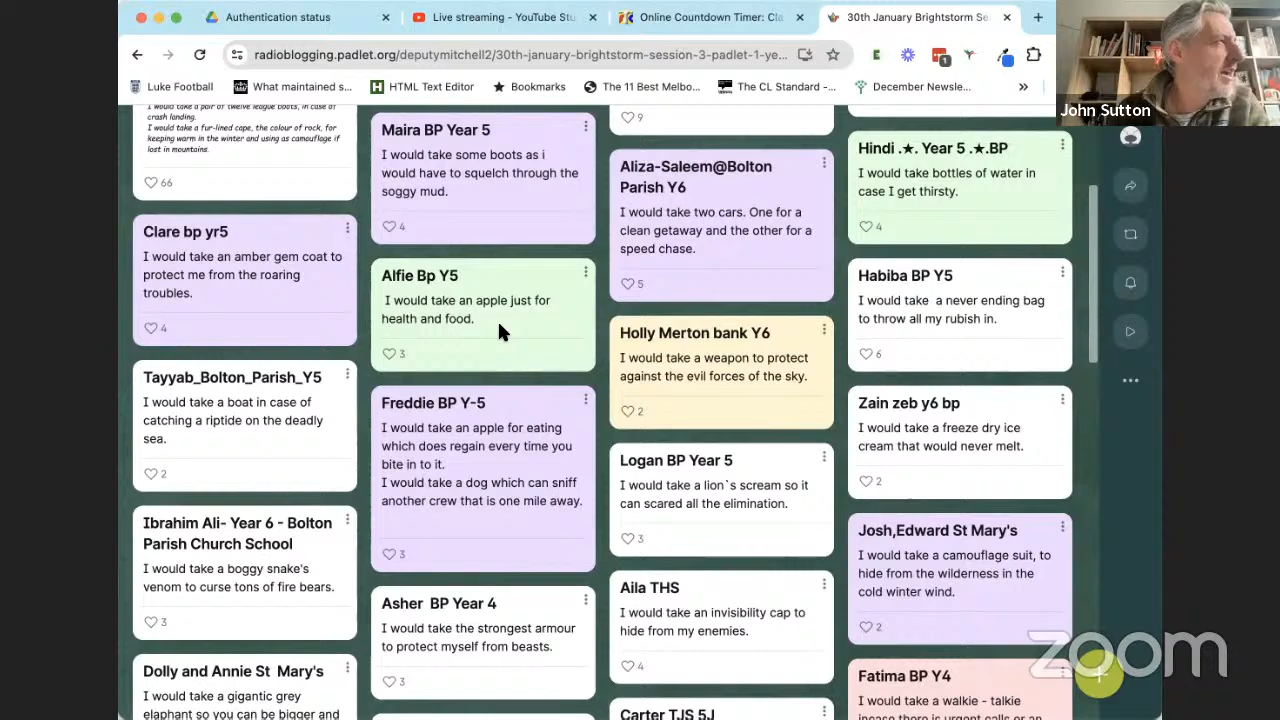 Authentication status
Live streaming - YouTube Stu
Online Countdown Timer: Cla
30th January Brightstorm Se
radioblogging.padlet.org/deputymitchell2/30th-january-brightstorm-session-3-padlet-1-ye...
Luke Football
What maintained s...
HTML Text Editor
Bookmarks
The 11 Best Melbo...
The CL Standard -...
December Newsle...
John Sutton
I would take a pair of twelve league boots, in case of
crash landing.
I would take a fur-lined cape, the colour of rock, for
keeping warm in the winter and using as camouflage if
lost in mountains.
66
Clare bp yr5
I would take an amber gem coat to
protect me from the roaring
troubles.
4
Tayyab_Bolton_Parish_Y5
I would take a boat in case of
catching a riptide on the deadly
sea.
2
Ibrahim Ali- Year 6 - Bolton
Parish Church School
I would take a boggy snake's
venom to curse tons of fire bears.
3
Dolly and Annie St Mary's
I would take a gigantic grey
elephant so you can be bigger and
Maira BP Year 5
I would take some boots as i
would have to squelch through the
soggy mud.
4
Alfie Bp Y5
I would take an apple just for
health and food.
3
Freddie BP Y-5
I would take an apple for eating
which does regain every time you
bite in to it.
I would take a dog which can sniff
another crew that is one mile away.
3
Asher BP Year 4
I would take the strongest armour
to protect myself from beasts.
3
9
Aliza-Saleem@Bolton
Parish Y6
I would take two cars. One for a
clean getaway and the other for a
speed chase.
5
Holly Merton bank Y6
I would take a weapon to protect
against the evil forces of the sky.
2
Logan BP Year 5
I would take a lion`s scream so it
can scared all the elimination.
3
Aila THS
I would take an invisibility cap to
hide from my enemies.
4
Carter TJS 5J
Hindi .★. Year 5 .★.BP
I would take bottles of water in
case I get thirsty.
4
Habiba BP Y5
I would take a never ending bag
to throw all my rubish in.
6
Zain zeb y6 bp
I would take a freeze dry ice
cream that would never melt.
2
Josh,Edward St Mary's
I would take a camouflage suit, to
hide from the wilderness in the
cold winter wind.
2
Fatima BP Y4
I would take a walkie - talkie
incase there is urgent calls or an
zoom